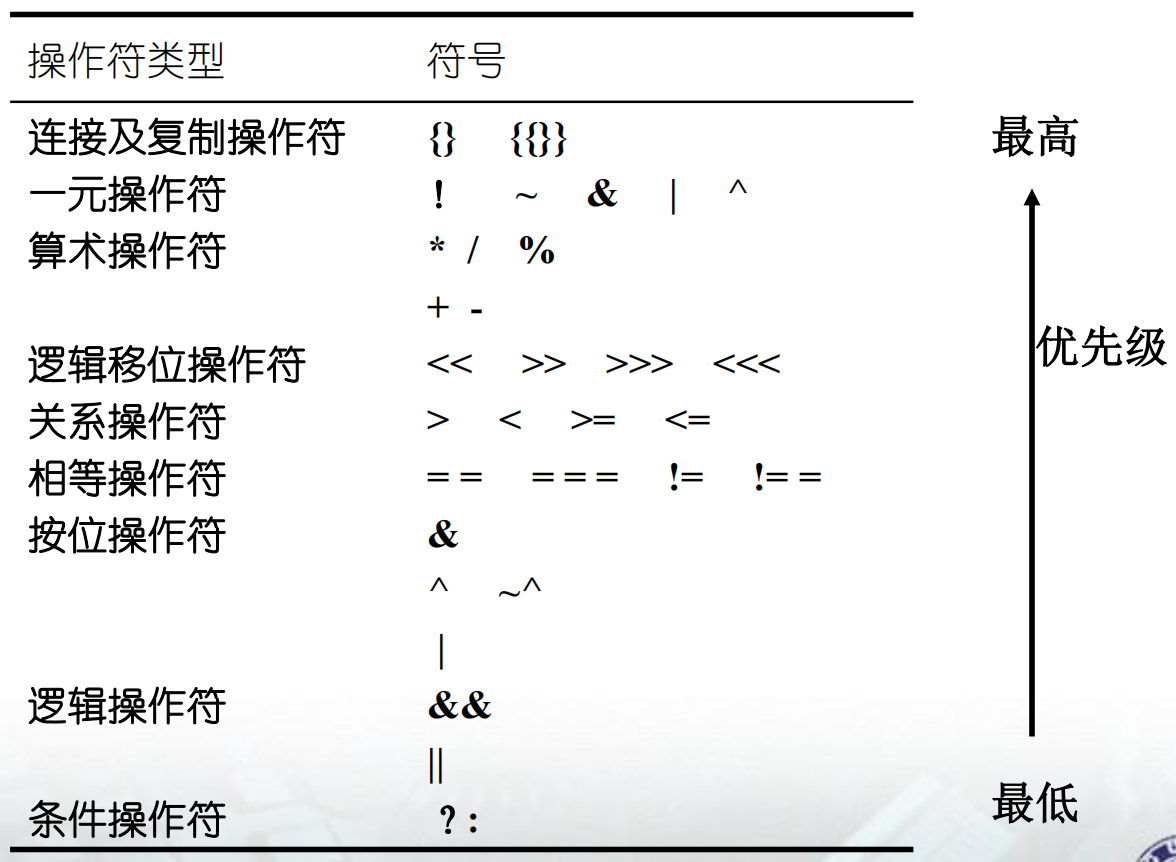 操作符类型 符号
连接及复制操作符 {} {{}} 最高
一元操作符 ! ~ & | ^
算术操作符 * / %
+ -
优先级
逻辑移位操作符 << >> >>> <<<
关系操作符 > < >= <=
相等操作符 = = = = = != != =
按位操作符 &
^ ~^
|
逻辑操作符 &&
||
最低
条件操作符 ? :